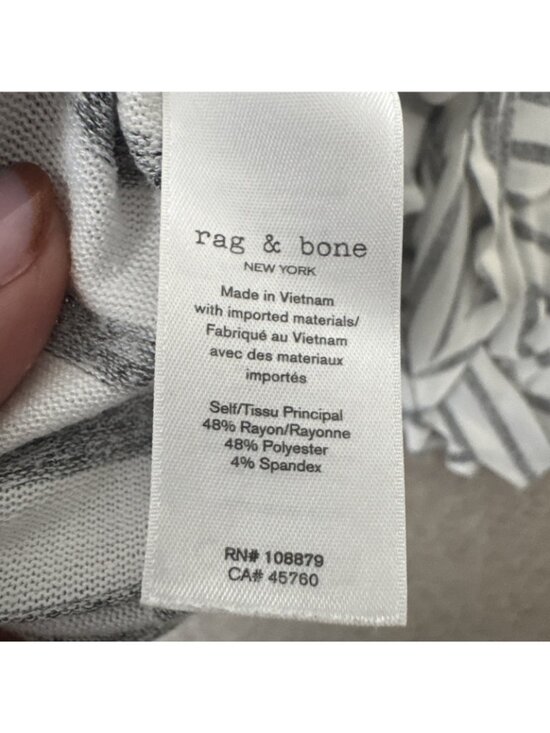 rag & bone
NEW YORK
Made in Vietnam
with imported materials/
Fabriqué au Vietnam
avec des materiaux
importés
Self/Tissu Principal
48% Rayon/Rayonne
48% Polyester
4% Spandex
RN# 108879
CA# 45760